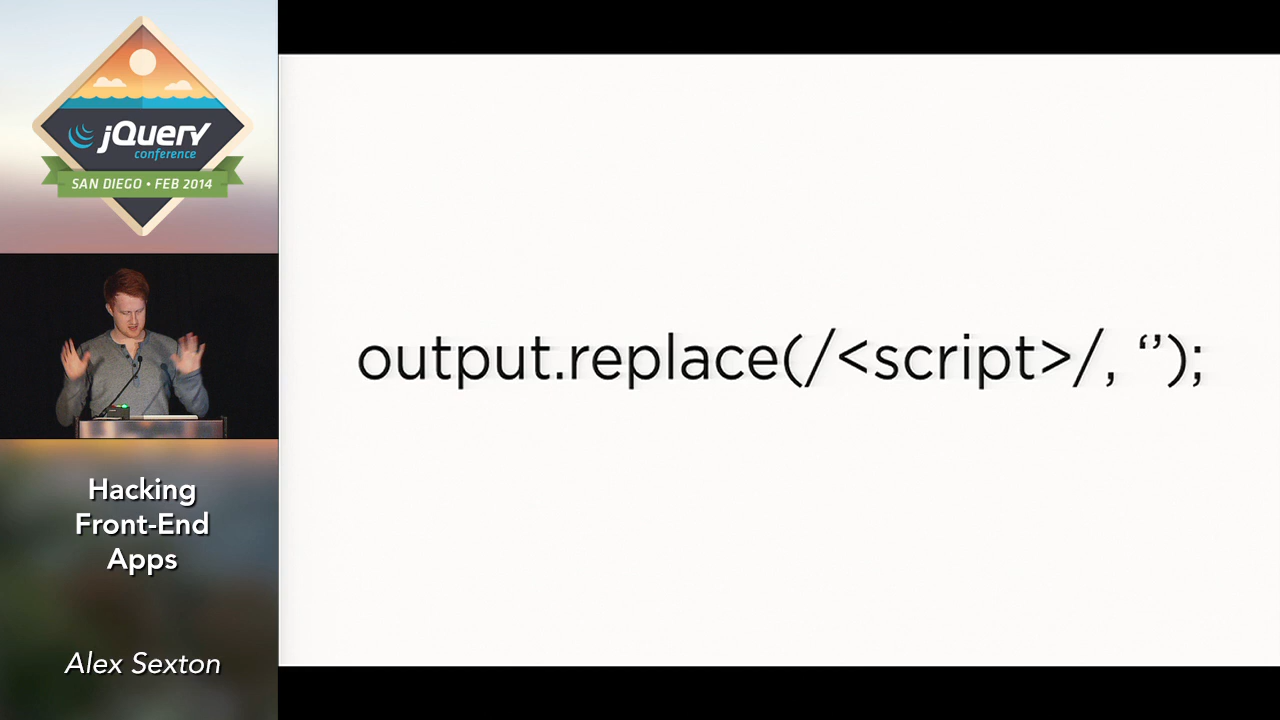 jQuery
conference
SAN DIEGO • FEB 2014
output.replace(/<script>/, ‘’);
Hacking
Front-End
Apps
Alex Sexton